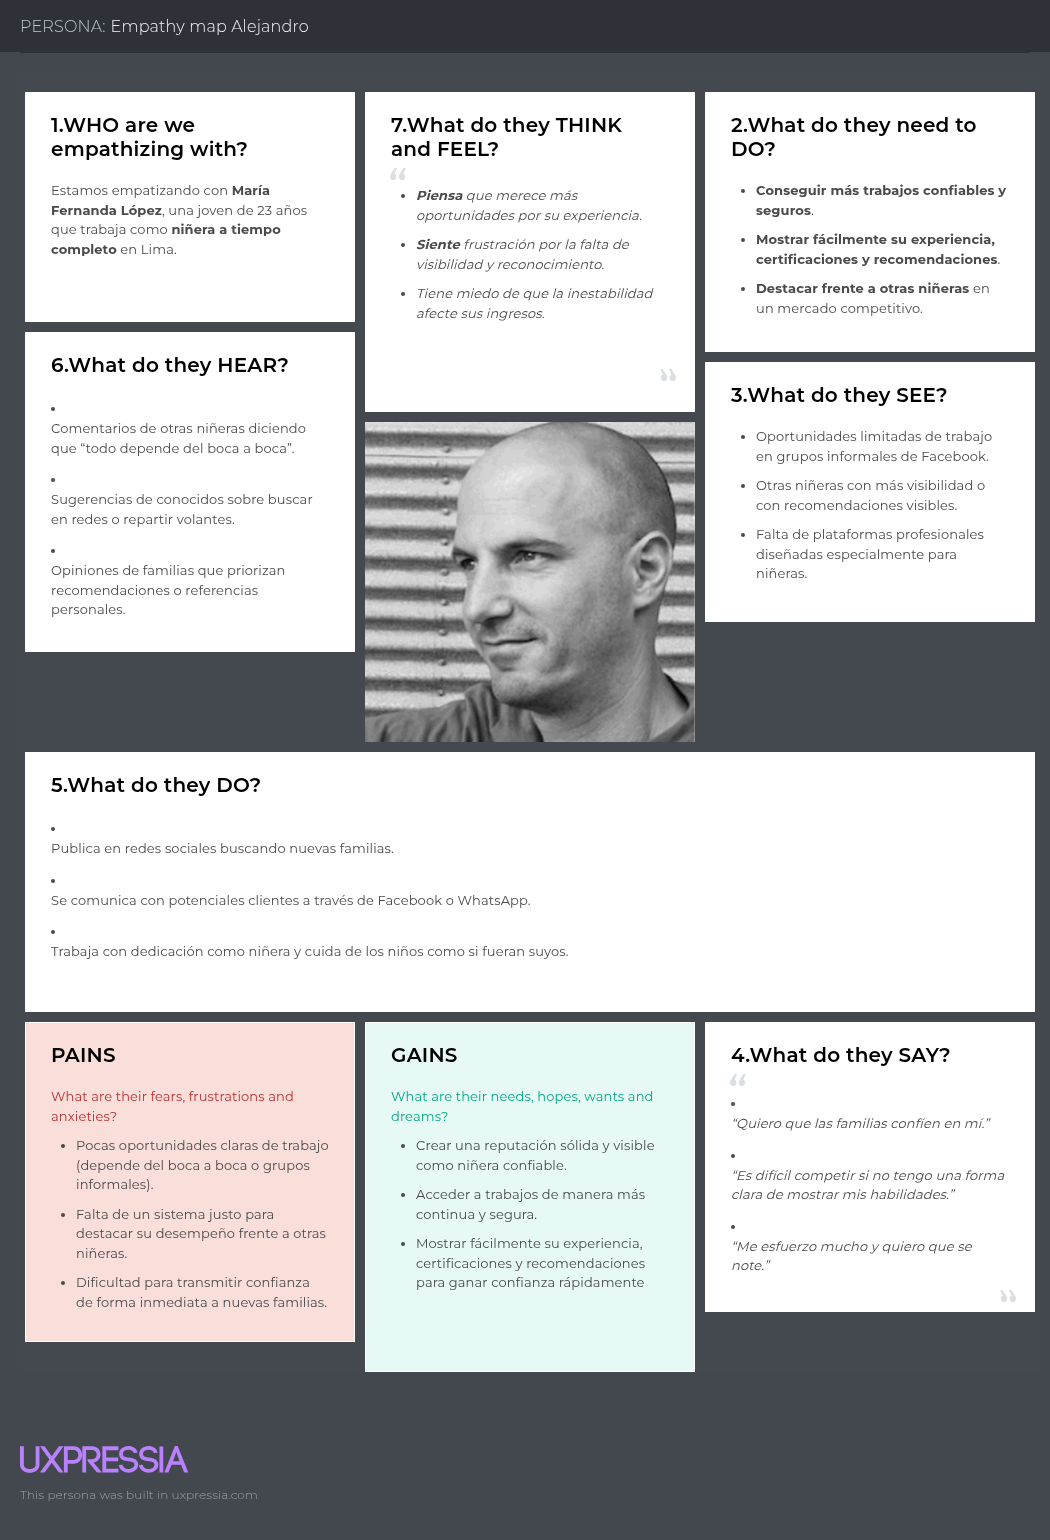 PERSONA: Empathy map Alejandro
1.WHO are we
empathizing with?
Estamos empatizando con María
Fernanda López, una joven de 23 años
que trabaja como niñera a tiempo
completo en Lima.
7.What do they THINK
and FEEL?
“
• Piensa que merece más
oportunidades por su experiencia.
• Siente frustración por la falta de
visibilidad y reconocimiento.
• Tiene miedo de que la inestabilidad
afecte sus ingresos.
”
2.What do they need to
DO?
• Conseguir más trabajos confiables y
seguros.
• Mostrar fácilmente su experiencia,
certificaciones y recomendaciones.
• Destacar frente a otras niñeras en
un mercado competitivo.
6.What do they HEAR?
•
Comentarios de otras niñeras diciendo
que “todo depende del boca a boca”.
•
Sugerencias de conocidos sobre buscar
en redes o repartir volantes.
•
Opiniones de familias que priorizan
recomendaciones o referencias
personales.
3.What do they SEE?
• Oportunidades limitadas de trabajo
en grupos informales de Facebook.
• Otras niñeras con más visibilidad o
con recomendaciones visibles.
• Falta de plataformas profesionales
diseñadas especialmente para
niñeras.
5.What do they DO?
•
Publica en redes sociales buscando nuevas familias.
•
Se comunica con potenciales clientes a través de Facebook o WhatsApp.
•
Trabaja con dedicación como niñera y cuida de los niños como si fueran suyos.
PAINS
What are their fears, frustrations and
anxieties?
• Pocas oportunidades claras de trabajo
(depende del boca a boca o grupos
informales).
• Falta de un sistema justo para
destacar su desempeño frente a otras
niñeras.
• Dificultad para transmitir confianza
de forma inmediata a nuevas familias.
GAINS
What are their needs, hopes, wants and
dreams?
• Crear una reputación sólida y visible
como niñera confiable.
• Acceder a trabajos de manera más
continua y segura.
• Mostrar fácilmente su experiencia,
certificaciones y recomendaciones
para ganar confianza rápidamente
4.What do they SAY?
“
•
“Quiero que las familias confíen en mí.”
•
“Es difícil competir si no tengo una forma
clara de mostrar mis habilidades.”
•
“Me esfuerzo mucho y quiero que se
note.”
”
UXPRESSIA
This persona was built in uxpressia.com